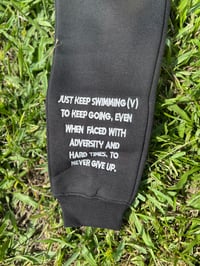 JUST KEEP SWIMMING (V)
TO KEEP GOING, EVEN
WHEN FACED WITH
ADVERSITY AND
HARD TIMES. TO
NEVER GIVE UP.